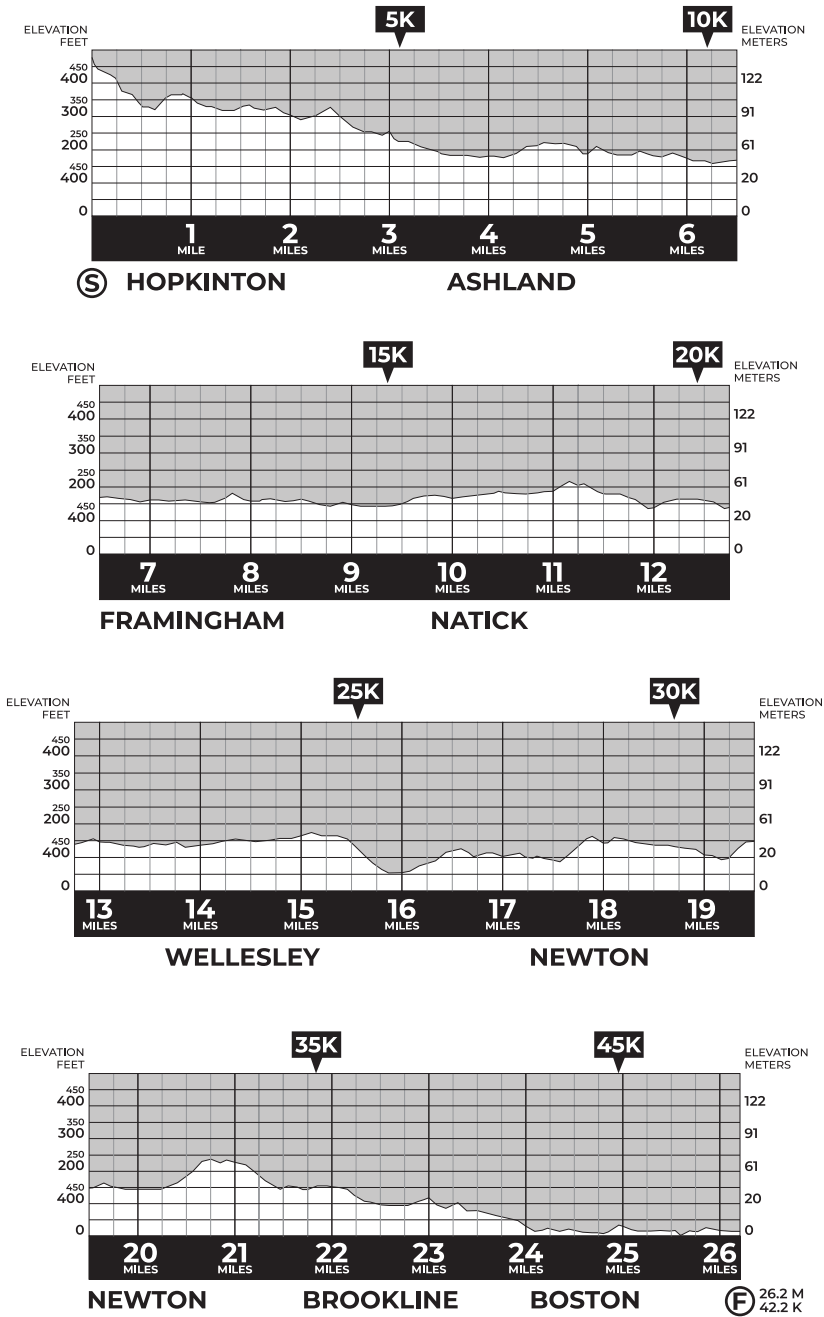 5K 10K
ELEVATION FEET ELEVATION METERS
450
400 122
350
300 91
250
200 61
450
400 20
0 0
1 2 3 4 5 6
MILE MILES MILES MILES MILES MILES
S HOPKINTON ASHLAND
15K 20K
ELEVATION FEET ELEVATION METERS
450
400 122
350
300 91
250
200 61
450
400 20
0 0
7 8 9 10 11 12
MILES MILES MILES MILES MILES MILES
FRAMINGHAM NATICK
25K 30K
ELEVATION FEET ELEVATION METERS
450
400 122
350
300 91
250
200 61
450
400 20
0 0
13 14 15 16 17 18 19
MILES MILES MILES MILES MILES MILES MILES
WELLESLEY NEWTON
35K 45K
ELEVATION FEET ELEVATION METERS
450
400 122
350
300 91
250
200 61
450
400 20
0 0
20 21 22 23 24 25 26
MILES MILES MILES MILES MILES MILES MILES
NEWTON BROOKLINE BOSTON F 26.2 M
42.2 K